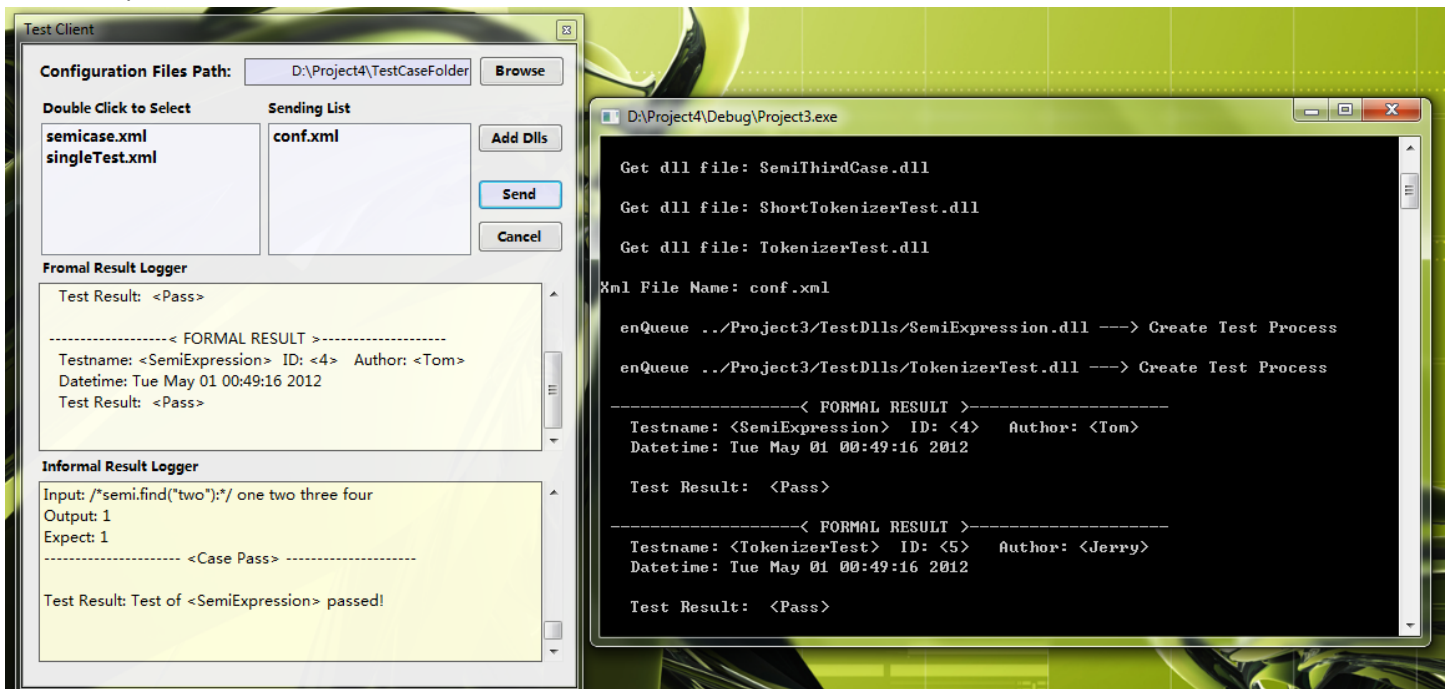 Test Client
Configuration Files Path: D:\Project4\TestCaseFolder Browse
Double Click to Select Sending List
semicase.xml conf.xml Add Dlls
singleTest.xml
Send
Cancel
Fromal Result Logger
Test Result: <Pass>
-------------------< FORMAL RESULT >--------------------
Testname: <SemiExpression> ID: <4> Author: <Tom>
Datetime: Tue May 01 00:49:16 2012
Test Result: <Pass>
Informal Result Logger
Input: /*semi.find("two"):*/ one two three four
Output: 1
Expect: 1
---------------------- <Case Pass> ---------------------
Test Result: Test of <SemiExpression> passed!
D:\Project4\Debug\Project3.exe
Get dll file: SemiThirdCase.dll
Get dll file: ShortTokenizerTest.dll
Get dll file: TokenizerTest.dll
Xml File Name: conf.xml
enQueue ../Project3/TestDlls/SemiExpression.dll ---> Create Test Process
enQueue ../Project3/TestDlls/TokenizerTest.dll ---> Create Test Process
-------------------< FORMAL RESULT >--------------------
Testname: <SemiExpression> ID: <4> Author: <Tom>
Datetime: Tue May 01 00:49:16 2012
Test Result: <Pass>
-------------------< FORMAL RESULT >--------------------
Testname: <TokenizerTest> ID: <5> Author: <Jerry>
Datetime: Tue May 01 00:49:16 2012
Test Result: <Pass>